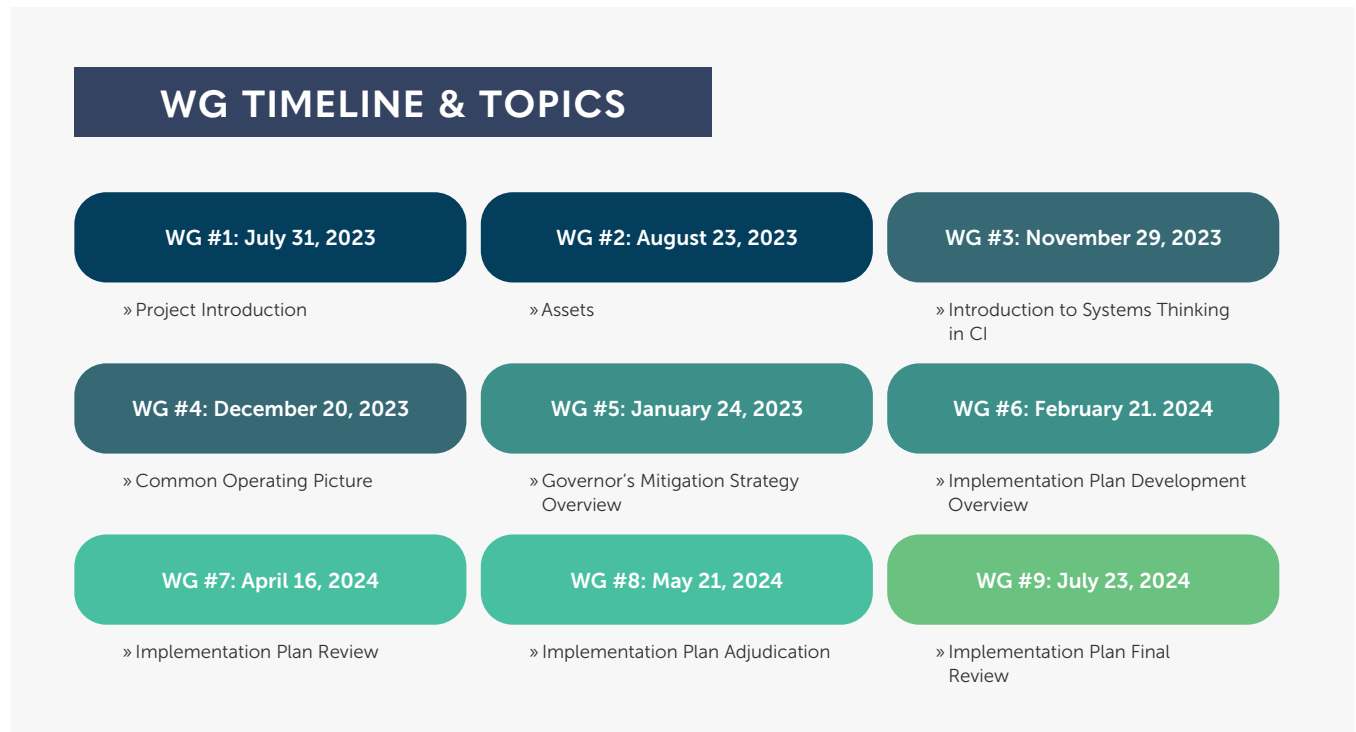 WG TIMELINE & TOPICS
WG #1: July 31, 2023
» Project Introduction
WG #2: August 23, 2023
» Assets
WG #3: November 29, 2023
» Introduction to Systems Thinking
in CI
WG #4: December 20, 2023
» Common Operating Picture
WG #5: January 24, 2023
» Governor’s Mitigation Strategy
Overview
WG #6: February 21. 2024
» Implementation Plan Development
Overview
WG #7: April 16, 2024
» Implementation Plan Review
WG #8: May 21, 2024
» Implementation Plan Adjudication
WG #9: July 23, 2024
» Implementation Plan Final
Review